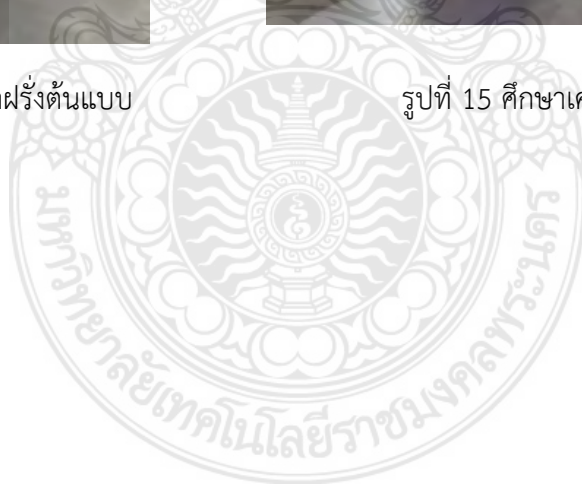 ฝรั่งต้นแบบ
รูปที่ 15 ศึกษาเค
มหาวิทยาลัยเทคโนโลยีราชมงคลพระนคร